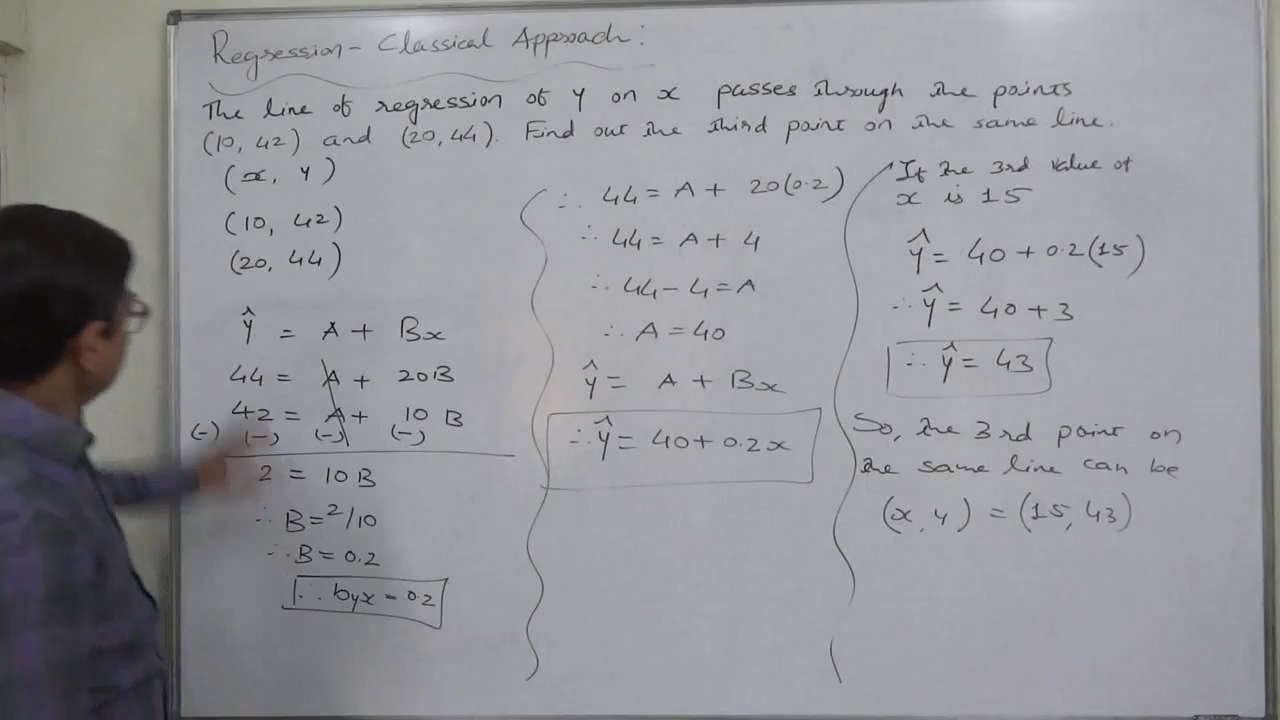 Regression - Classical Approach:
The line of regression of y on x passes through the points
(10, 42) and (20, 44). Find out the third point on the same line.
(x, y)
(10, 42)
(20, 44)
ŷ = A + Bx
44 = A + 20B
42 = A + 10 B
(-) (-) (-) (-)
2 = 10B
∴ B = 2/10
∴ B = 0.2
∴ byx = 0.2
∴ 44 = A + 20(0.2)
∴ 44 = A + 4
∴ 44 - 4 = A
∴ A = 40
ŷ = A + Bx
∴ ŷ = 40 + 0.2x
If the 3rd value of
x is 15
ŷ = 40 + 0.2(15)
∴ ŷ = 40 + 3
∴ ŷ = 43
So, the 3rd point on
the same line can be
(x, y) = (15, 43)